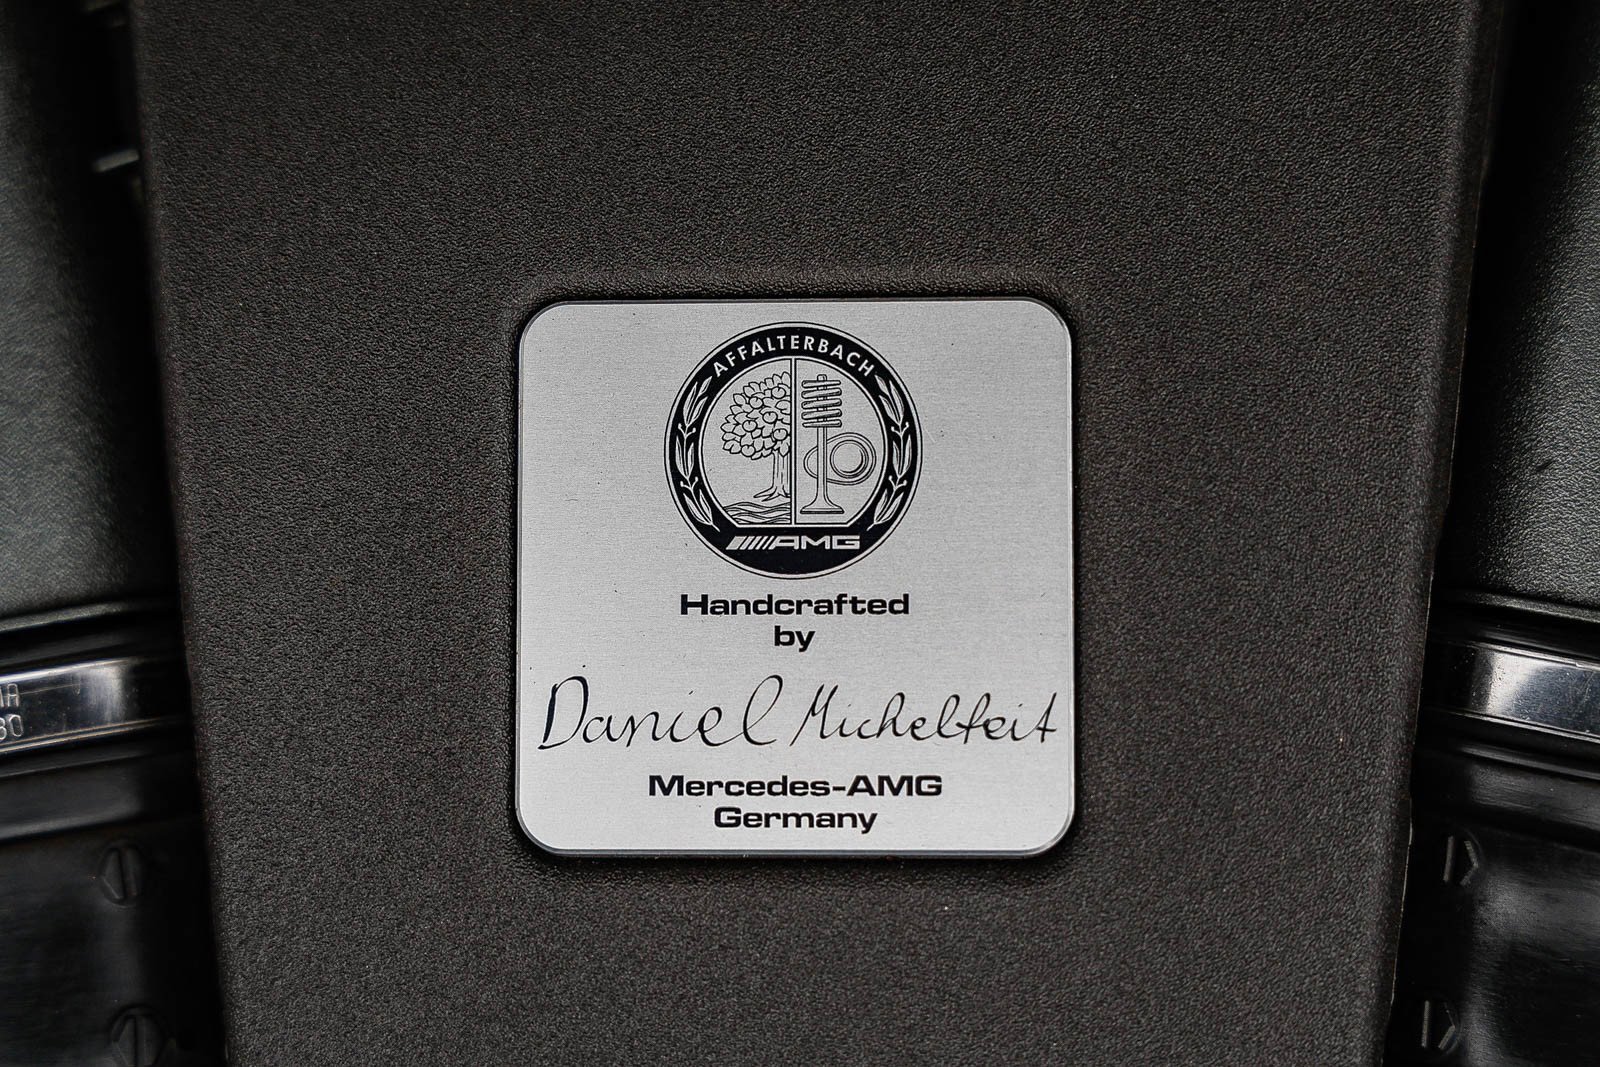 AFFALTERBACH
AMG
Handcrafted
by
Daniel Michelfeit
Mercedes-AMG
Germany